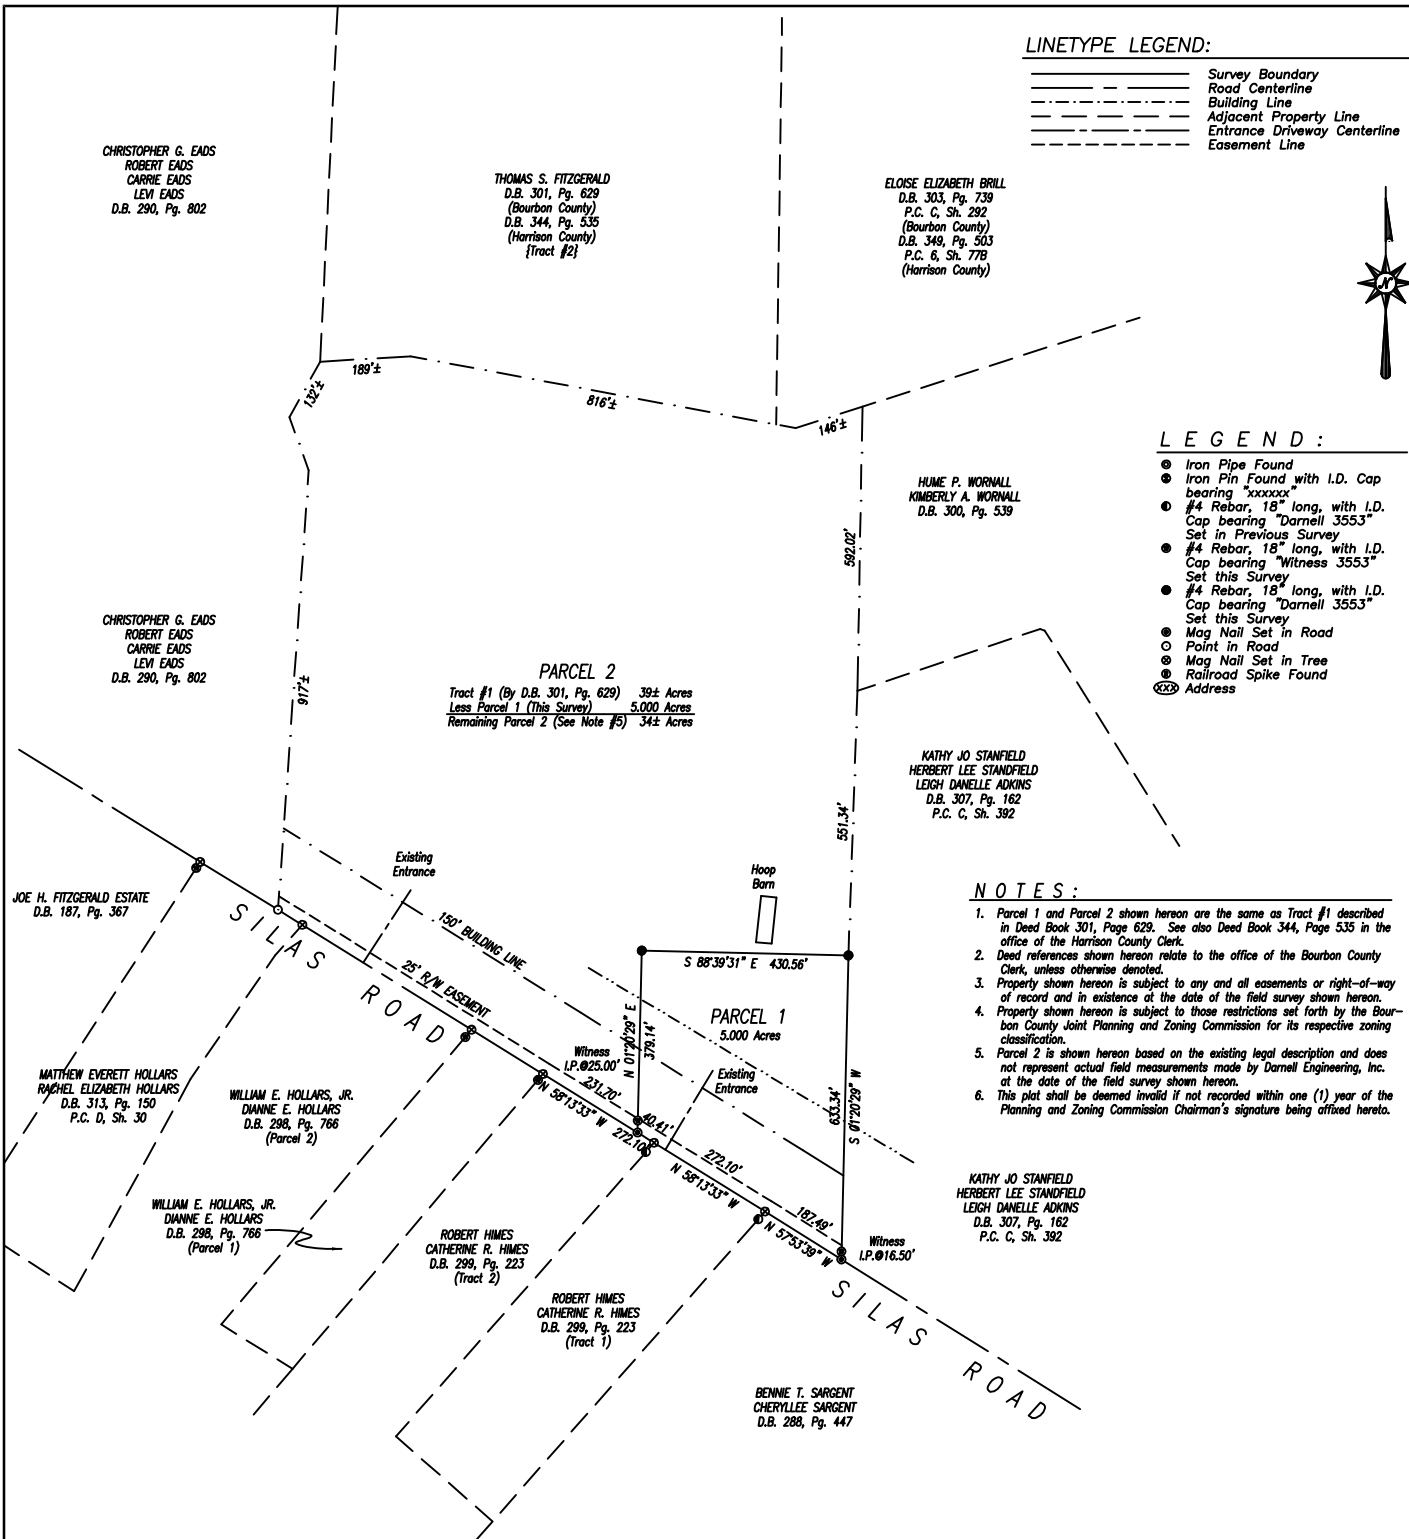 LINETYPE LEGEND:
Survey Boundary
Road Centerline
Building Line
Adjacent Property Line
Entrance Driveway Centerline
Easement Line
CHRISTOPHER G. EADS
ROBERT EADS
CARRIE EADS
LEVI EADS
D.B. 290, Pg. 802
THOMAS S. FITZGERALD
D.B. 301, Pg. 629
(Bourbon County)
D.B. 344, Pg. 535
(Harrison County)
{Tract #2}
ELOISE ELIZABETH BRILL
D.B. 303, Pg. 739
P.C. C, Sh. 292
(Bourbon County)
D.B. 349, Pg. 503
P.C. 6, Sh. 77B
(Harrison County)
N
189'±
132'±
816'±
146'±
LEGEND:
Iron Pipe Found
Iron Pin Found with I.D. Cap
bearing "xxxxxx"
#4 Rebar, 18" long, with I.D.
Cap bearing "Darnell 3553"
Set in Previous Survey
#4 Rebar, 18" long, with I.D.
Cap bearing "Witness 3553"
Set this Survey
#4 Rebar, 18" long, with I.D.
Cap bearing "Darnell 3553"
Set this Survey
Mag Nail Set in Road
Point in Road
Mag Nail Set in Tree
Railroad Spike Found
XXX Address
HUME P. WORNALL
KIMBERLY A. WORNALL
D.B. 300, Pg. 539
592.02'
CHRISTOPHER G. EADS
ROBERT EADS
CARRIE EADS
LEVI EADS
D.B. 290, Pg. 802
917'±
PARCEL 2
Tract #1 (By D.B. 301, Pg. 629) 39± Acres
Less Parcel 1 (This Survey) 5.000 Acres
Remaining Parcel 2 (See Note #5) 34± Acres
KATHY JO STANFIELD
HERBERT LEE STANDFIELD
LEIGH DANELLE ADKINS
D.B. 307, Pg. 162
P.C. C, Sh. 392
551.34'
Existing
Entrance
Hoop
Barn
JOE H. FITZGERALD ESTATE
D.B. 187, Pg. 367
SILAS
ROAD
150' BUILDING LINE
25' R/W EASEMENT
S 88°39'31" E 430.56'
N 01°20'29" E
379.14'
PARCEL 1
5.000 Acres
Existing
Entrance
633.34'
S 01°20'29" W
NOTES:
1. Parcel 1 and Parcel 2 shown hereon are the same as Tract #1 described
in Deed Book 301, Page 629. See also Deed Book 344, Page 535 in the
office of the Harrison County Clerk.
2. Deed references shown hereon relate to the office of the Bourbon County
Clerk, unless otherwise denoted.
3. Property shown hereon is subject to any and all easements or right-of-way
of record and in existence at the date of the field survey shown hereon.
4. Property shown hereon is subject to those restrictions set forth by the Bour-
bon County Joint Planning and Zoning Commission for its respective zoning
classification.
5. Parcel 2 is shown hereon based on the existing legal description and does
not represent actual field measurements made by Darnell Engineering, Inc.
at the date of the field survey shown hereon.
6. This plat shall be deemed invalid if not recorded within one (1) year of the
Planning and Zoning Commission Chairman's signature being affixed hereto.
Witness
I.P.@25.00'
231.70'
N 58°13'33" W
272.10'
40.41'
272.10'
N 58°13'33" W
187.49'
N 57°53'39" W
Witness
I.P.@16.50'
MATTHEW EVERETT HOLLARS
RACHEL ELIZABETH HOLLARS
D.B. 313, Pg. 150
P.C. D, Sh. 30
WILLIAM E. HOLLARS, JR.
DIANNE E. HOLLARS
D.B. 298, Pg. 766
(Parcel 2)
WILLIAM E. HOLLARS, JR.
DIANNE E. HOLLARS
D.B. 298, Pg. 766
(Parcel 1)
ROBERT HIMES
CATHERINE R. HIMES
D.B. 299, Pg. 223
(Tract 2)
ROBERT HIMES
CATHERINE R. HIMES
D.B. 299, Pg. 223
(Tract 1)
KATHY JO STANFIELD
HERBERT LEE STANDFIELD
LEIGH DANELLE ADKINS
D.B. 307, Pg. 162
P.C. C, Sh. 392
SILAS ROAD
BENNIE T. SARGENT
CHERYLLEE SARGENT
D.B. 288, Pg. 447